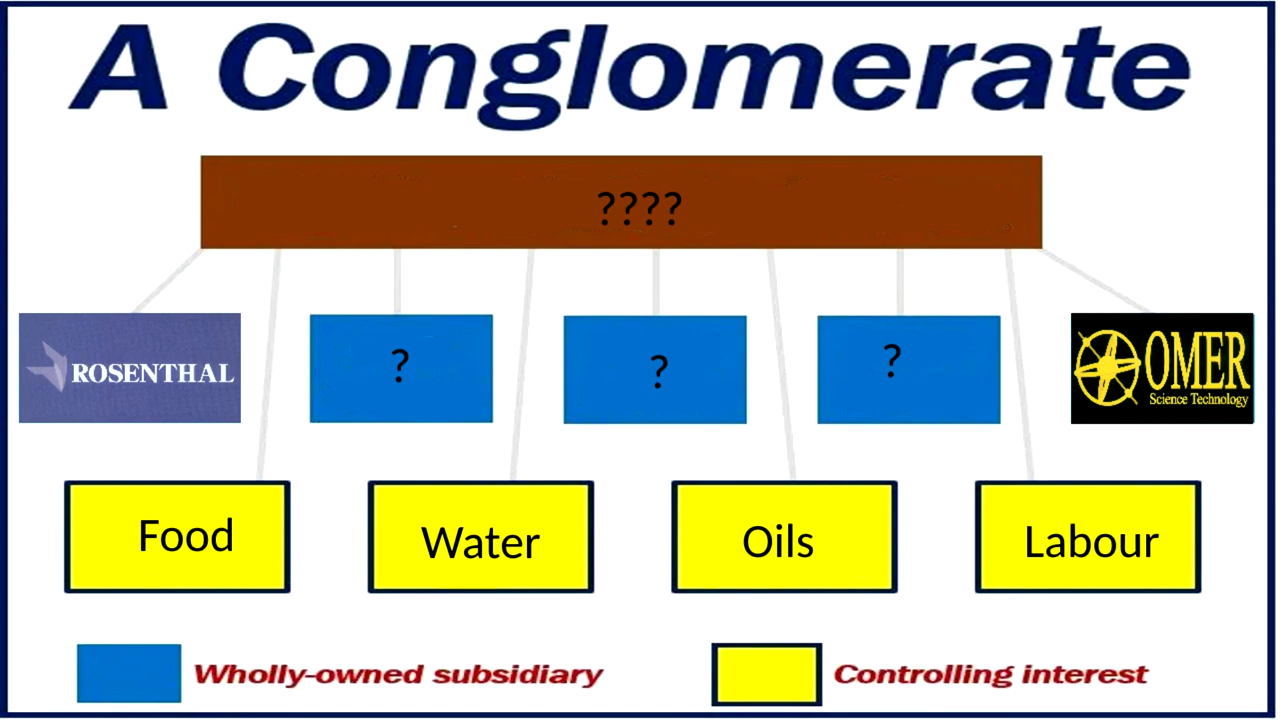 A Conglomerate
????
ROSENTHAL
?
?
?
OMER
Science Technology
Food
Water
Oils
Labour
Wholly-owned subsidiary
Controlling interest